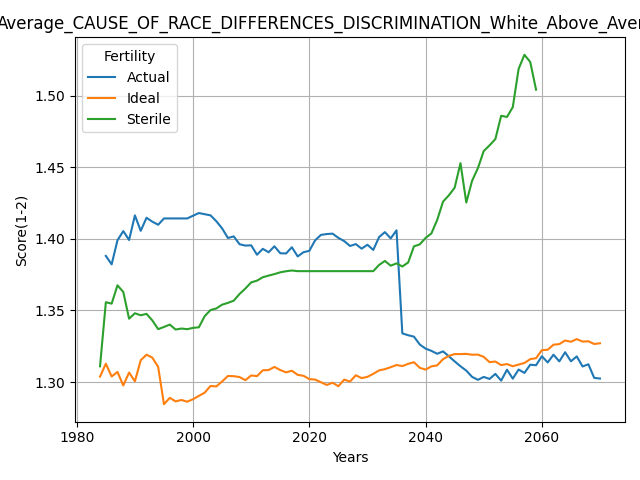 Average_CAUSE_OF_RACE_DIFFERENCES_DISCRIMINATION_White_Above_Aver
Fertility
Actual
Ideal
Sterile
Score(1-2)
1.50
1.45
1.40
1.35
1.30
1980 2000 2020 2040 2060
Years